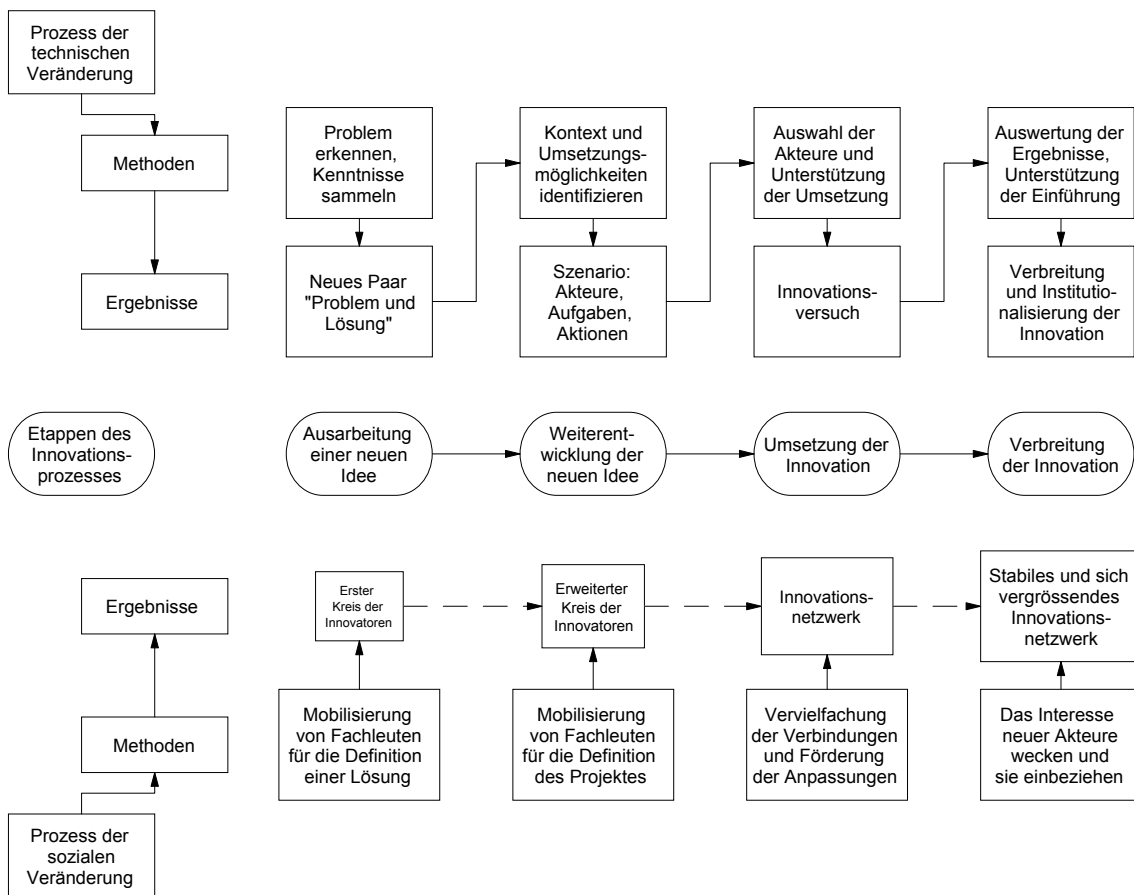 Prozess der
technischen
Veränderung
Methoden
Ergebnisse
Problem
erkennen,
Kenntnisse
sammeln
Kontext und
Umsetzungs-
möglichkeiten
identifizieren
Auswahl der
Akteure und
Unterstützung
der Umsetzung
Auswertung der
Ergebnisse,
Unterstützung
der Einführung
Neues Paar
"Problem und
Lösung"
Szenario:
Akteure,
Aufgaben,
Aktionen
Innovations-
versuch
Verbreitung
und Institutio-
nalisierung der
Innovation
Etappen des
Innovations-
prozesses
Ausarbeitung
einer neuen
Idee
Weiterent-
wicklung der
neuen Idee
Umsetzung der
Innovation
Verbreitung
der Innovation
Ergebnisse
Methoden
Prozess der
sozialen
Veränderung
Erster
Kreis der
Innovatoren
Erweiterter
Kreis der
Innovatoren
Innovations-
netzwerk
Stabiles und sich
vergrössendes
Innovations-
netzwerk
Mobilisierung
von Fachleuten
für die Definition
einer Lösung
Mobilisierung
von Fachleuten
für die Definition
des Projektes
Vervielfachung
der Verbindungen
und Förderung
der Anpassungen
Das Interesse
neuer Akteure
wecken und
sie einbeziehen